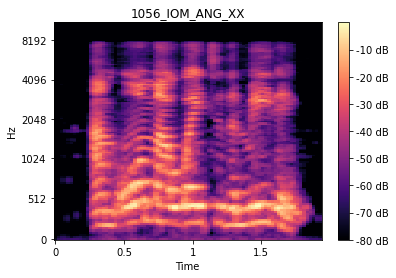 1056_IOM_ANG_XX
8192
4096
2048
1024
512
0
Hz
0
0.5
1
1.5
Time
-10 dB
-20 dB
-30 dB
-40 dB
-50 dB
-60 dB
-70 dB
-80 dB